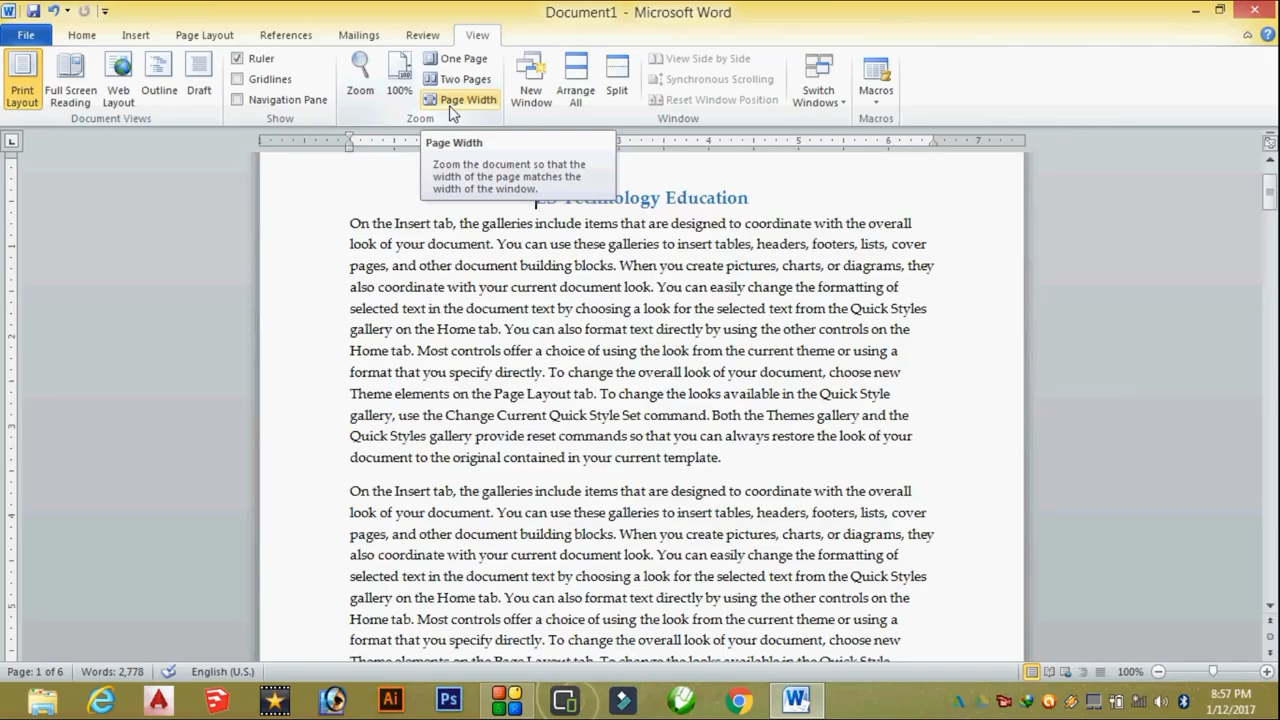 Document1 - Microsoft Word
File Home Insert Page Layout References Mailings Review View
Print Layout
Full Screen Reading
Web Layout
Outline
Draft
Document Views
Ruler
Gridlines
Navigation Pane
Show
Zoom
100%
One Page
Two Pages
Page Width
Zoom
New Window
Arrange All
Split
View Side by Side
Synchronous Scrolling
Reset Window Position
Switch Windows
Window
Macros
Macros
Page Width
Zoom the document so that the
width of the page matches the
width of the window.
Technology Education
On the Insert tab, the galleries include items that are designed to coordinate with the overall
look of your document. You can use these galleries to insert tables, headers, footers, lists, cover
pages, and other document building blocks. When you create pictures, charts, or diagrams, they
also coordinate with your current document look. You can easily change the formatting of
selected text in the document text by choosing a look for the selected text from the Quick Styles
gallery on the Home tab. You can also format text directly by using the other controls on the
Home tab. Most controls offer a choice of using the look from the current theme or using a
format that you specify directly. To change the overall look of your document, choose new
Theme elements on the Page Layout tab. To change the looks available in the Quick Style
gallery, use the Change Current Quick Style Set command. Both the Themes gallery and the
Quick Styles gallery provide reset commands so that you can always restore the look of your
document to the original contained in your current template.
On the Insert tab, the galleries include items that are designed to coordinate with the overall
look of your document. You can use these galleries to insert tables, headers, footers, lists, cover
pages, and other document building blocks. When you create pictures, charts, or diagrams, they
also coordinate with your current document look. You can easily change the formatting of
selected text in the document text by choosing a look for the selected text from the Quick Styles
gallery on the Home tab. You can also format text directly by using the other controls on the
Home tab. Most controls offer a choice of using the look from the current theme or using a
format that you specify directly. To change the overall look of your document, choose new
Theme elements on the Page Layout tab. To change the looks available in the Quick Style
Page: 1 of 6 Words: 2,778 English (U.S.) 100%
Ai Ps W
8:57 PM
1/12/2017